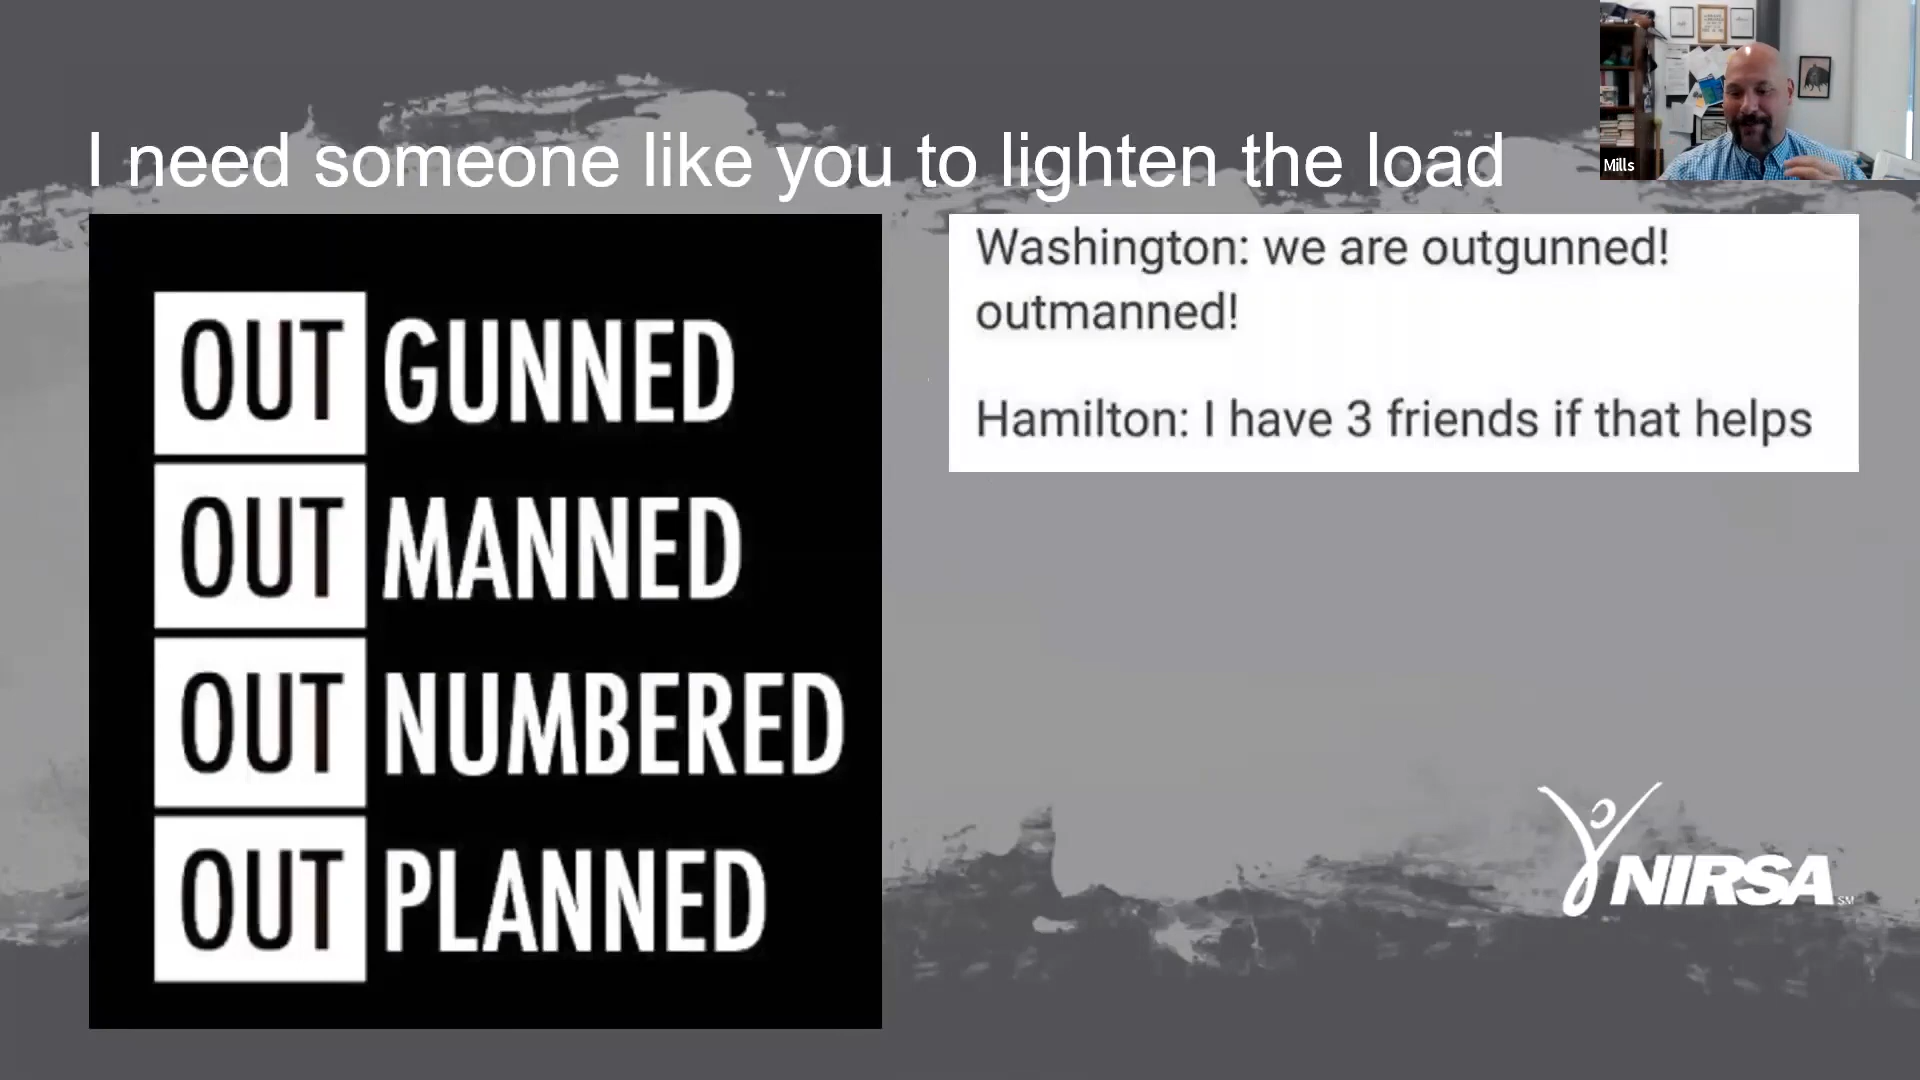 I need someone like you to lighten the load
Mills
OUT GUNNED
OUT MANNED
OUT NUMBERED
OUT PLANNED
Washington: we are outgunned!
outmanned!
Hamilton: I have 3 friends if that helps
NIRSA SM